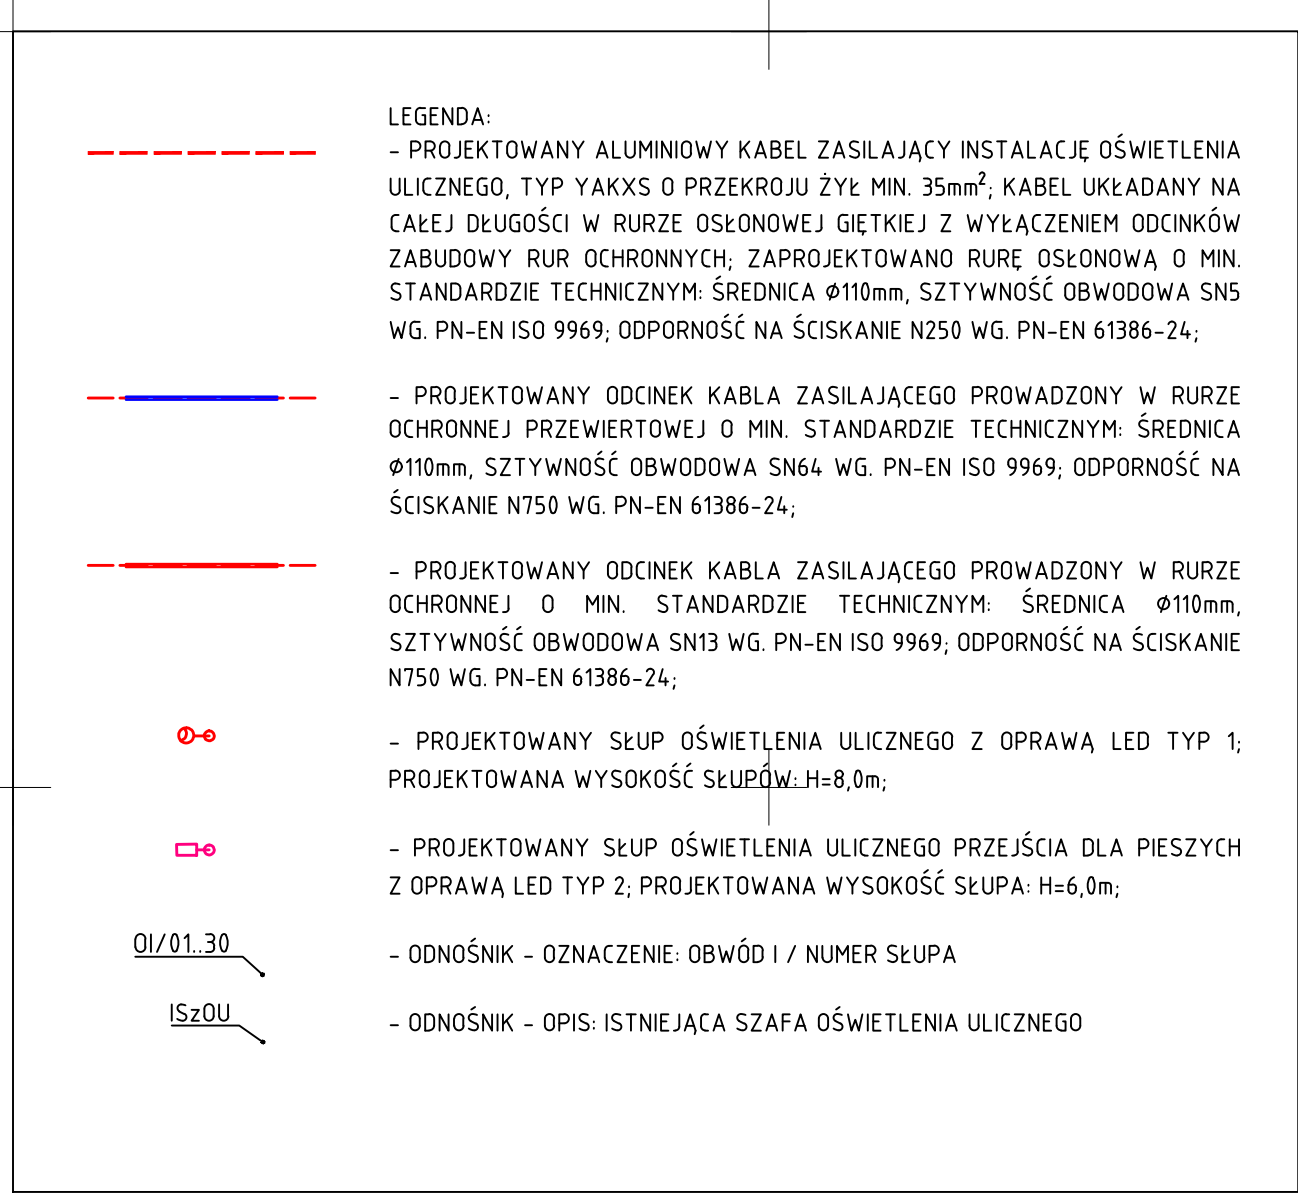 LEGENDA:
- PROJEKTOWANY ALUMINIOWY KABEL ZASILAJĄCY INSTALACJĘ OŚWIETLENIA
ULICZNEGO, TYP YAKXS O PRZEKROJU ŻYŁ MIN. 35mm²; KABEL UKŁADANY NA
CAŁEJ DŁUGOŚCI W RURZE OSŁONOWEJ GIĘTKIEJ Z WYŁĄCZENIEM ODCINKÓW
ZABUDOWY RUR OCHRONNYCH; ZAPROJEKTOWANO RURĘ OSŁONOWĄ O MIN.
STANDARDZIE TECHNICZNYM: ŚREDNICA Ø110mm, SZTYWNOŚĆ OBWODOWA SN5
WG. PN-EN ISO 9969; ODPORNOŚĆ NA ŚCISKANIE N250 WG. PN-EN 61386-24;
- PROJEKTOWANY ODCINEK KABLA ZASILAJĄCEGO PROWADZONY W RURZE
OCHRONNEJ PRZEWIERTOWEJ O MIN. STANDARDZIE TECHNICZNYM: ŚREDNICA
Ø110mm, SZTYWNOŚĆ OBWODOWA SN64 WG. PN-EN ISO 9969; ODPORNOŚĆ NA
ŚCISKANIE N750 WG. PN-EN 61386-24;
- PROJEKTOWANY ODCINEK KABLA ZASILAJĄCEGO PROWADZONY W RURZE
OCHRONNEJ O MIN. STANDARDZIE TECHNICZNYM: ŚREDNICA Ø110mm,
SZTYWNOŚĆ OBWODOWA SN13 WG. PN-EN ISO 9969; ODPORNOŚĆ NA ŚCISKANIE
N750 WG. PN-EN 61386-24;
- PROJEKTOWANY SŁUP OŚWIETLENIA ULICZNEGO Z OPRAWĄ LED TYP 1;
PROJEKTOWANA WYSOKOŚĆ SŁUPÓW: H=8,0m;
- PROJEKTOWANY SŁUP OŚWIETLENIA ULICZNEGO PRZEJŚCIA DLA PIESZYCH
Z OPRAWĄ LED TYP 2; PROJEKTOWANA WYSOKOŚĆ SŁUPA: H=6,0m;
OI/01..30
- ODNOŚNIK - OZNACZENIE: OBWÓD I / NUMER SŁUPA
ISzOU
- ODNOŚNIK - OPIS: ISTNIEJĄCA SZAFA OŚWIETLENIA ULICZNEGO